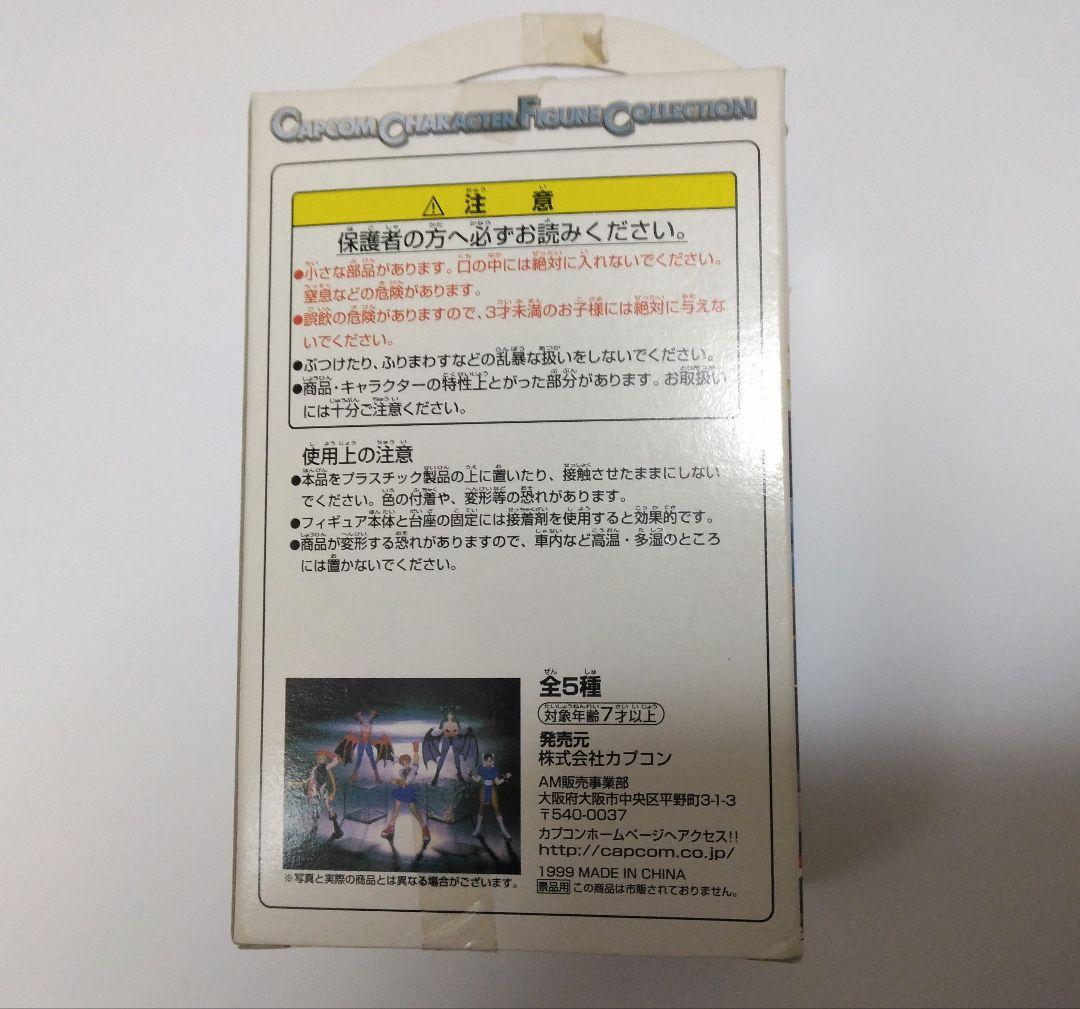 CAPCOM CHARACTER FIGURE COLLECTION
⚠ 注意
保護者の方へ必ずお読みください。
●小さな部品があります。口の中には絶対に入れないでください。
窒息などの危険があります。
●誤飲の危険がありますので、3才未満のお子様には絶対に与えな
いでください。
●ぶつけたり、ふりまわすなどの乱暴な扱いをしないでください。
●商品・キャラクターの特性上とがった部分があります。お取扱い
には十分ご注意ください。
使用上の注意
●本品をプラスチック製品の上に置いたり、接触させたままにしない
でください。色の付着や、変形等の恐れがあります。
●フィギュア本体と台座の固定には接着剤を使用すると効果的です。
●商品が変形する恐れがありますので、車内など高温・多湿のところ
には置かないでください。
全5種
対象年齢7才以上
発売元
株式会社カプコン
AM販売事業部
大阪府大阪市中央区平野町3-1-3
〒540-0037
カプコンホームページへアクセス!!
http://capcom.co.jp/
1999 MADE IN CHINA
景品用 この商品は市販されておりません。
※写真と実際の商品とは異なる場合がございます。